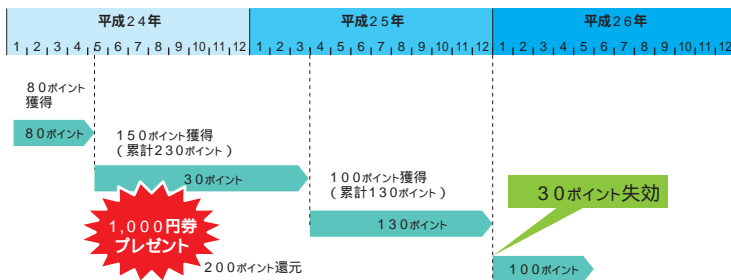 平成24年 平成25年 平成26年
1 2 3 4 5 6 7 8 9 10 11 12 1 2 3 4 5 6 7 8 9 10 11 12 1 2 3 4 5 6 7 8 9 10 11 12
80ポイント
獲得
80ポイント
150ポイント獲得
(累計230ポイント)
30ポイント
1,000円券
プレゼント
200ポイント還元
100ポイント獲得
(累計130ポイント)
130ポイント
30ポイント失効
100ポイント